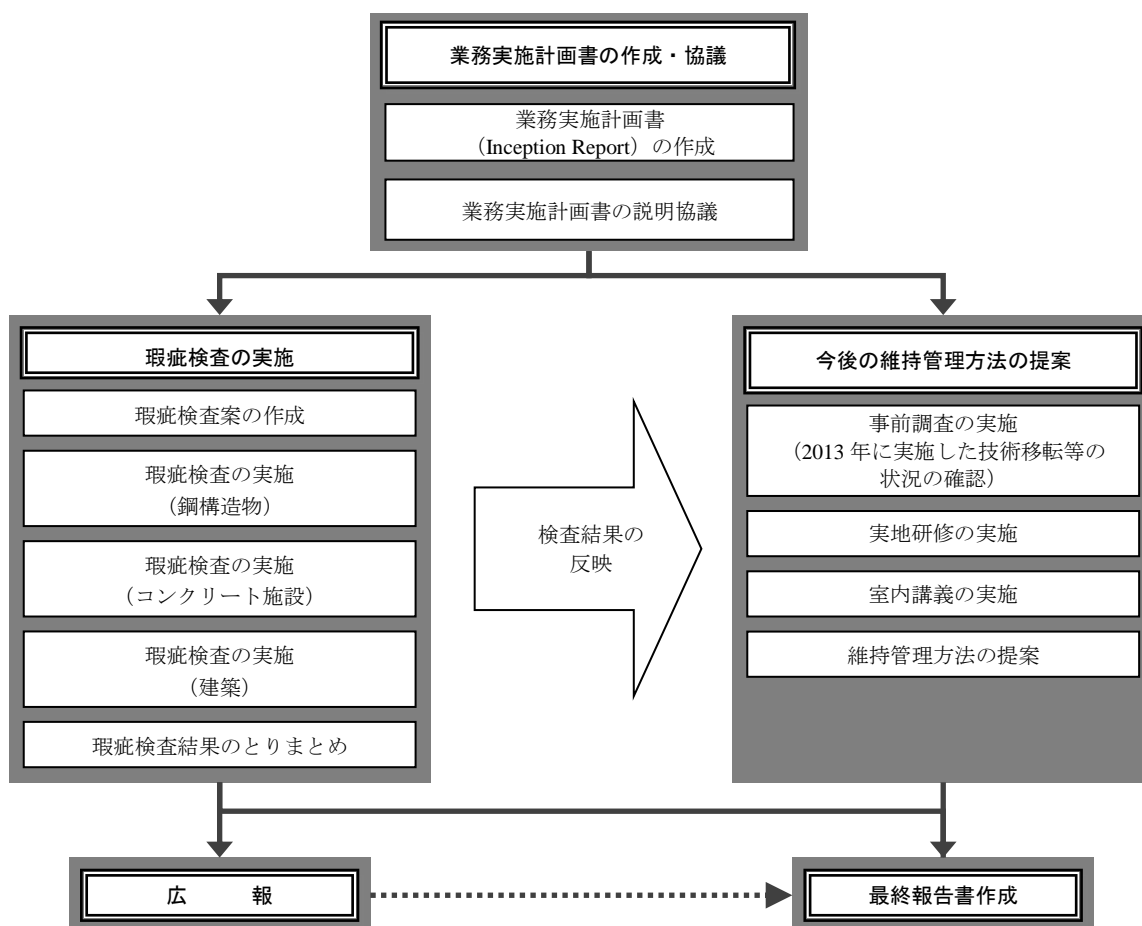 業務実施計画書の作成・協議
業務実施計画書
（Inception Report）の作成
業務実施計画書の説明協議
瑕疵検査の実施
瑕疵検査案の作成
瑕疵検査の実施
（鋼構造物）
瑕疵検査の実施
（コンクリート施設）
瑕疵検査の実施
（建築）
瑕疵検査結果のとりまとめ
検査結果の
反映
今後の維持管理方法の提案
事前調査の実施
（2013 年に実施した技術移転等の
状況の確認）
実地研修の実施
室内講義の実施
維持管理方法の提案
広　　報
最終報告書作成